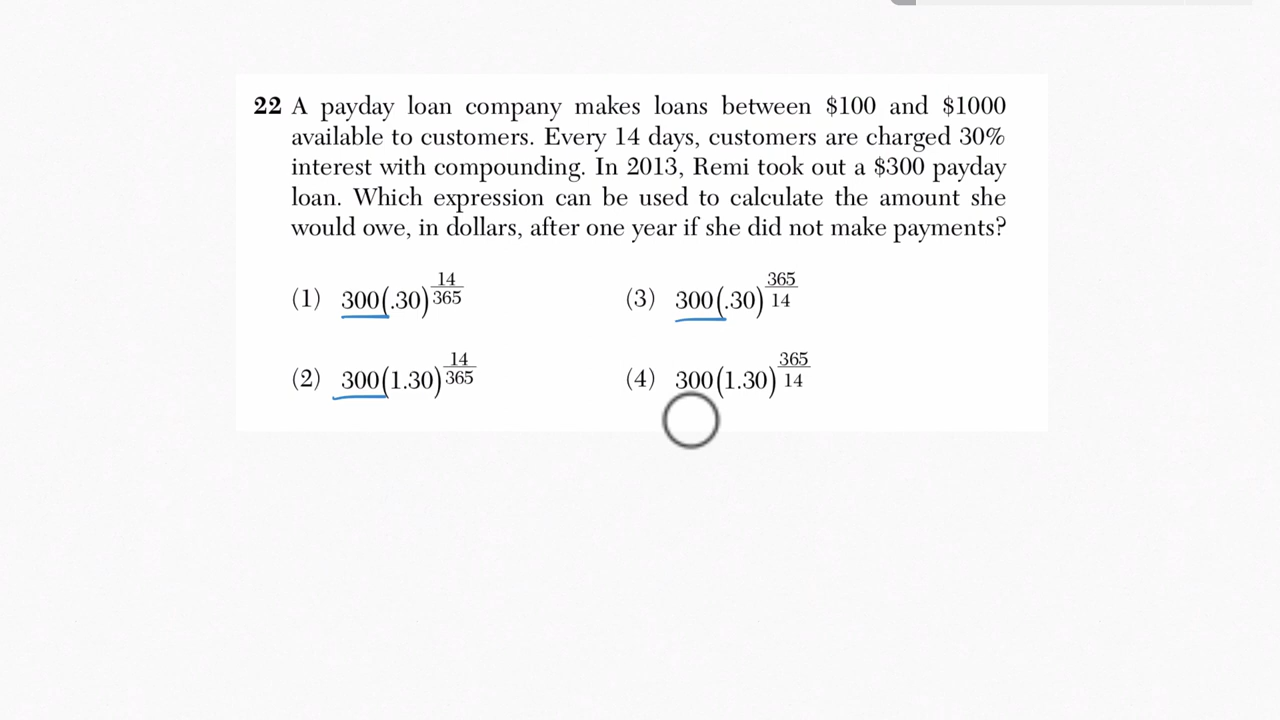 22 A payday loan company makes loans between $100 and $1000
available to customers. Every 14 days, customers are charged 30%
interest with compounding. In 2013, Remi took out a $300 payday
loan. Which expression can be used to calculate the amount she
would owe, in dollars, after one year if she did not make payments?
(1) 300(.30)^(14/365) (3) 300(.30)^(365/14)
(2) 300(1.30)^(14/365) (4) 300(1.30)^(365/14)